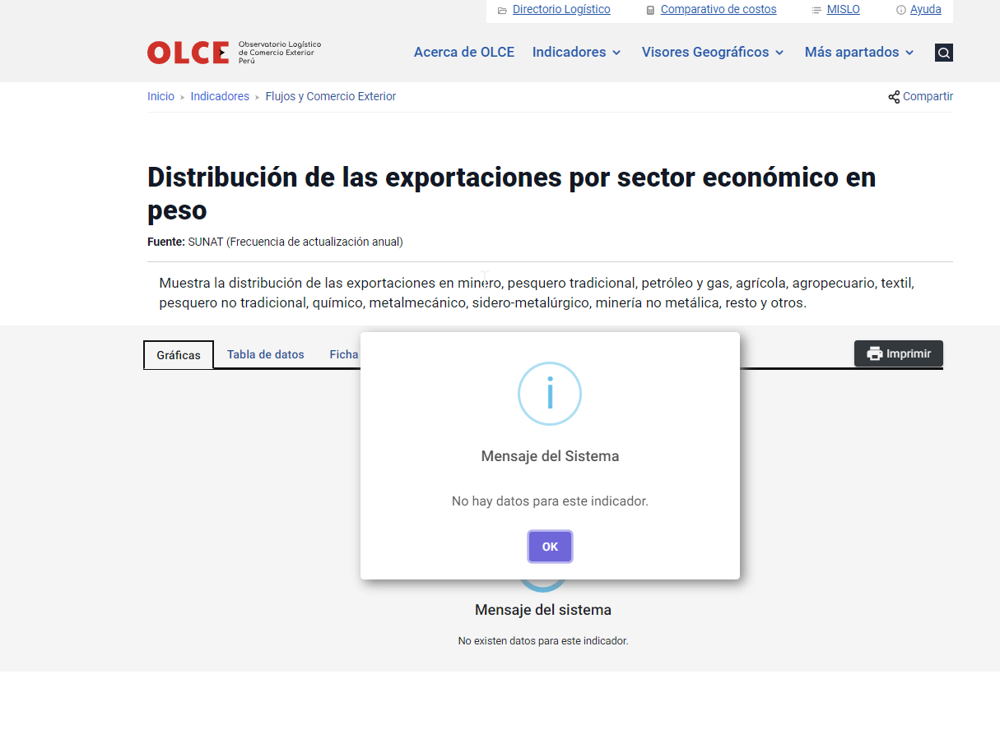 Directorio Logístico Comparativo de costos MISLO Ayuda
OLCE
Observatorio Logístico
de Comercio Exterior
Perú
Acerca de OLCE Indicadores Visores Geográficos Más apartados
Inicio Indicadores Flujos y Comercio Exterior Compartir
Distribución de las exportaciones por sector económico en
peso
Fuente: SUNAT (Frecuencia de actualización anual)
Muestra la distribución de las exportaciones en minero, pesquero tradicional, petróleo y gas, agrícola, agropecuario, textil,
pesquero no tradicional, químico, metalmecánico, sidero-metalúrgico, minería no metálica, resto y otros.
Gráficas Tabla de datos Ficha Imprimir
Mensaje del Sistema
No hay datos para este indicador.
OK
Mensaje del sistema
No existen datos para este indicador.